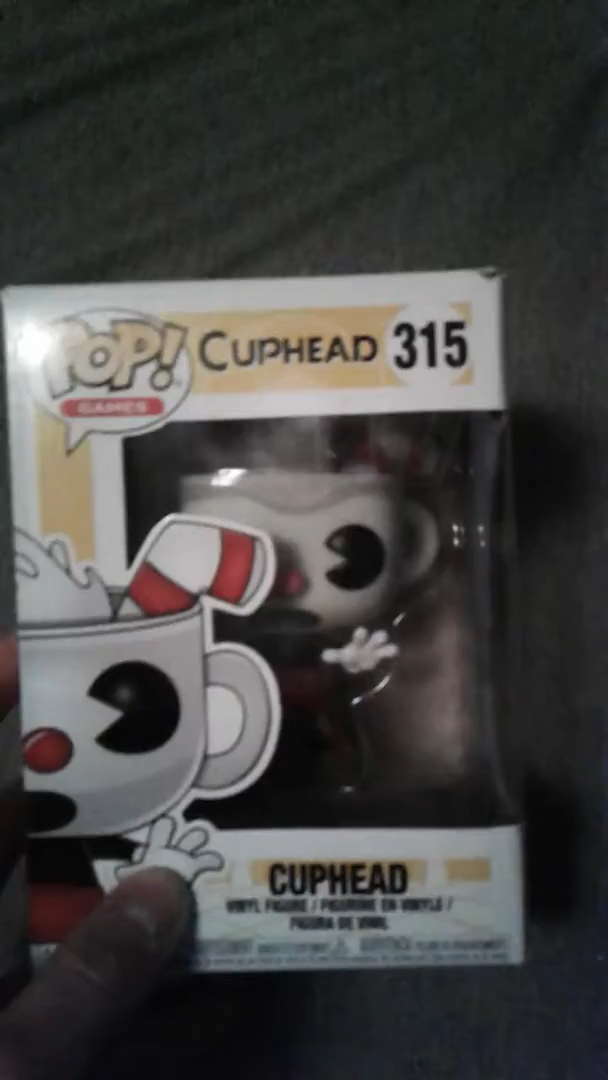 POP!
GAMES
CUPHEAD
315
CUPHEAD
VINYL FIGURE / FIGURINE EN VINYLE /
FIGURA DE VINIL